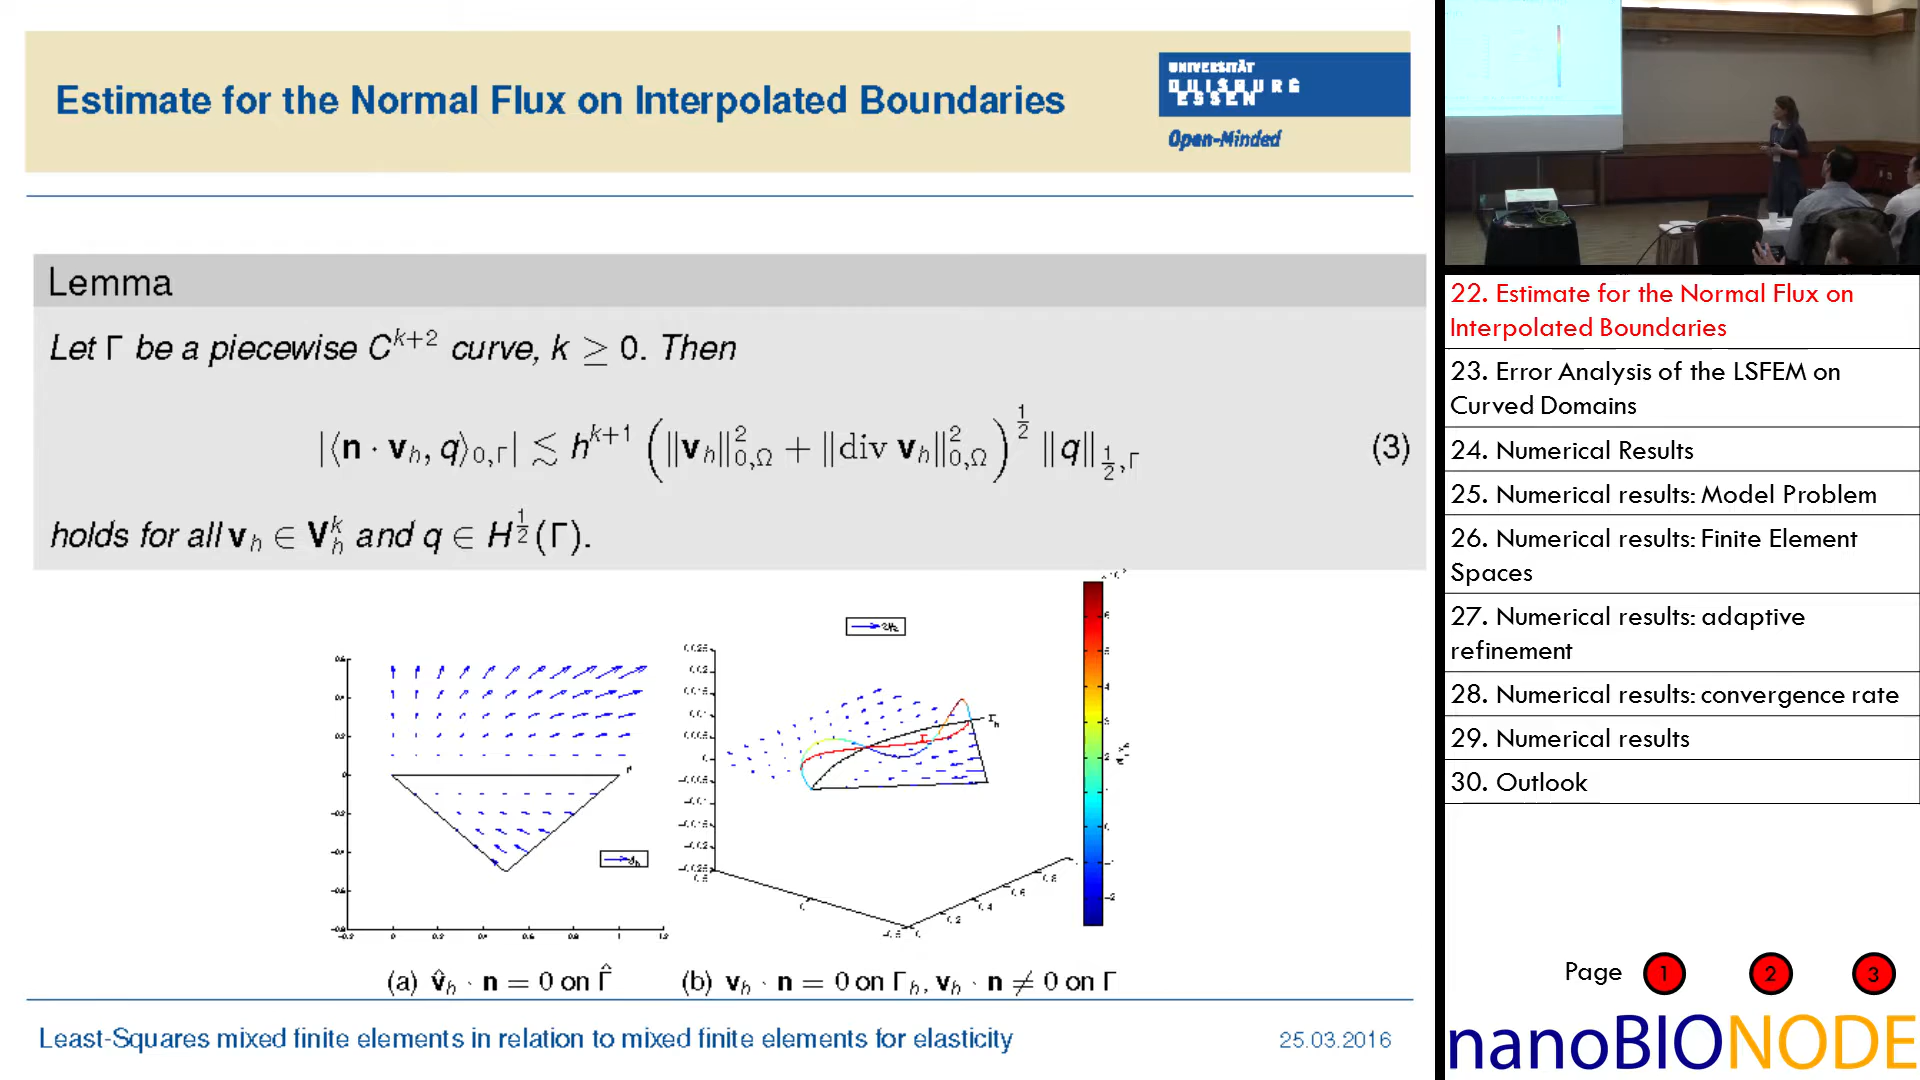 Estimate for the Normal Flux on Interpolated Boundaries
UNIVERSITÄT
DUISBURG
ESSEN
Open-Minded
Lemma
Let Γ be a piecewise C^{k+2} curve, k ≥ 0. Then
|⟨n · v_h, q⟩_{0,Γ}| ≲ h^{k+1} (‖v_h‖²_{0,Ω} + ‖div v_h‖²_{0,Ω})^{1/2} ‖q‖_{1/2,Γ} (3)
holds for all v_h ∈ V_h^k and q ∈ H^{1/2}(Γ).
(a) v̂_h · n = 0 on Γ̂
(b) v_h · n = 0 on Γ_h, v_h · n ≠ 0 on Γ
Least-Squares mixed finite elements in relation to mixed finite elements for elasticity
25.03.2016
22. Estimate for the Normal Flux on
Interpolated Boundaries
23. Error Analysis of the LSFEM on
Curved Domains
24. Numerical Results
25. Numerical results: Model Problem
26. Numerical results: Finite Element
Spaces
27. Numerical results: adaptive
refinement
28. Numerical results: convergence rate
29. Numerical results
30. Outlook
Page 1 2 3
nanoBIONODE